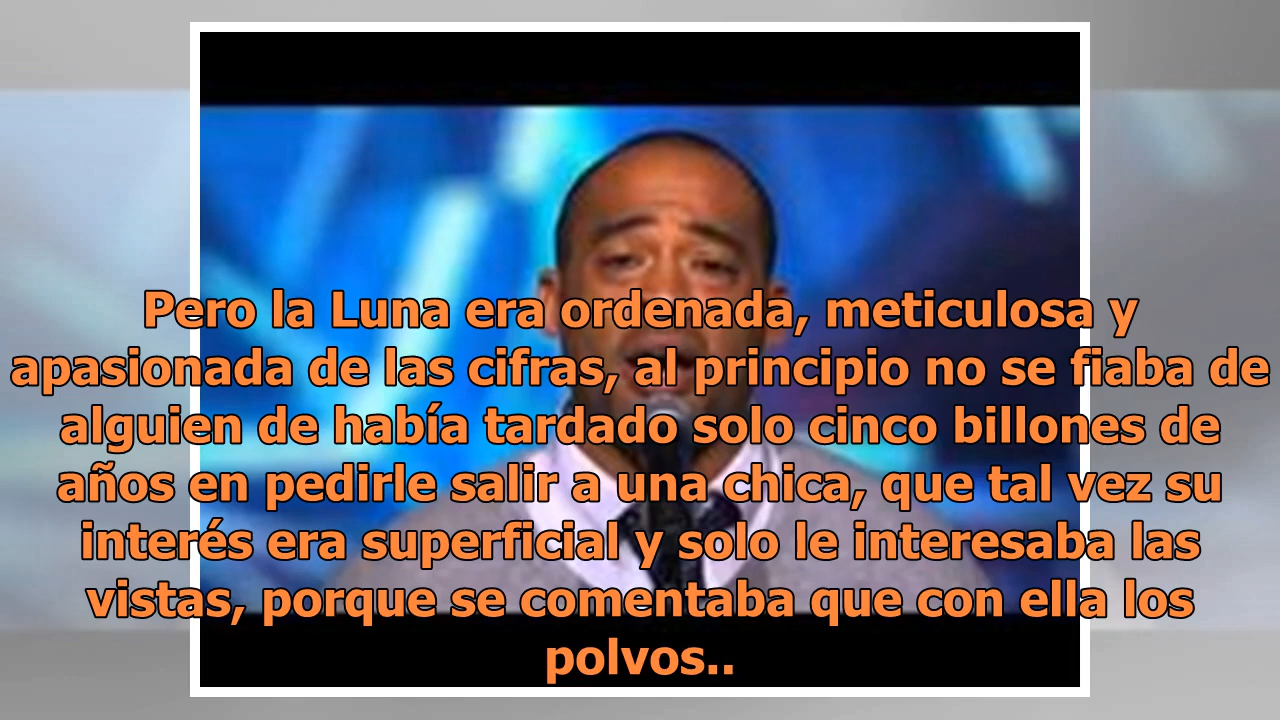 Pero la Luna era ordenada, meticulosa y
apasionada de las cifras, al principio no se fiaba de
alguien de había tardado solo cinco billones de
años en pedirle salir a una chica, que tal vez su
interés era superficial y solo le interesaba las
vistas, porque se comentaba que con ella los
polvos..